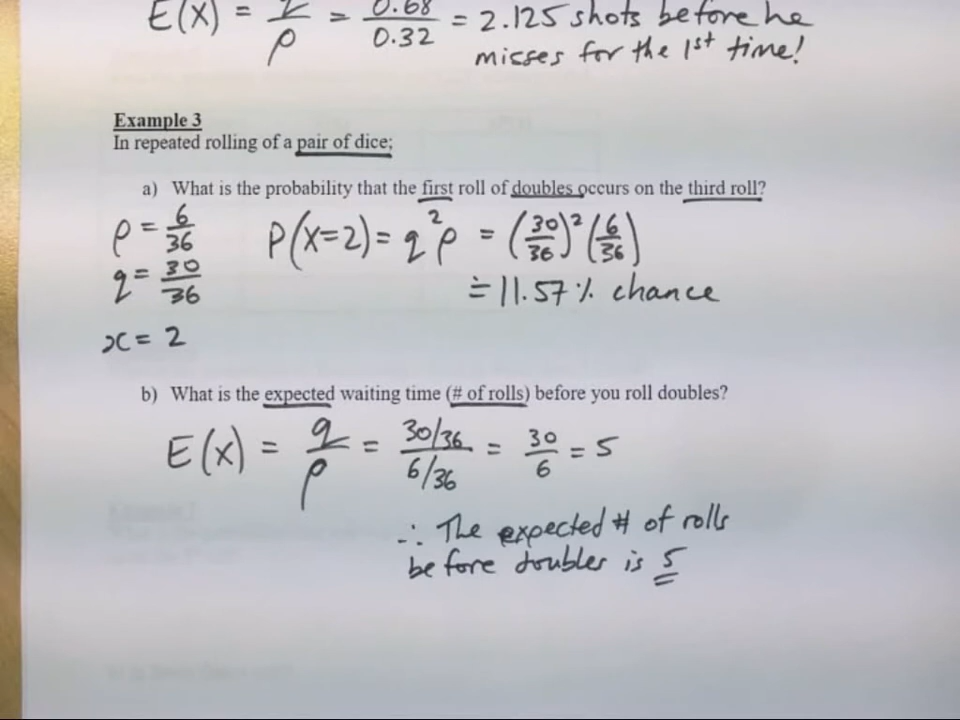 E(X) = q/p = 0.68/0.32 = 2.125 shots before he
misses for the 1st time!
Example 3
In repeated rolling of a pair of dice;
a) What is the probability that the first roll of doubles occurs on the third roll?
p = 6/36 P(X=2) = q²p = (30/36)² (6/36)
q = 30/36 ≐ 11.57% chance
x = 2
b) What is the expected waiting time (# of rolls) before you roll doubles?
E(X) = q/p = 30/36 / 6/36 = 30/6 = 5
∴ The expected # of rolls
before doubles is 5